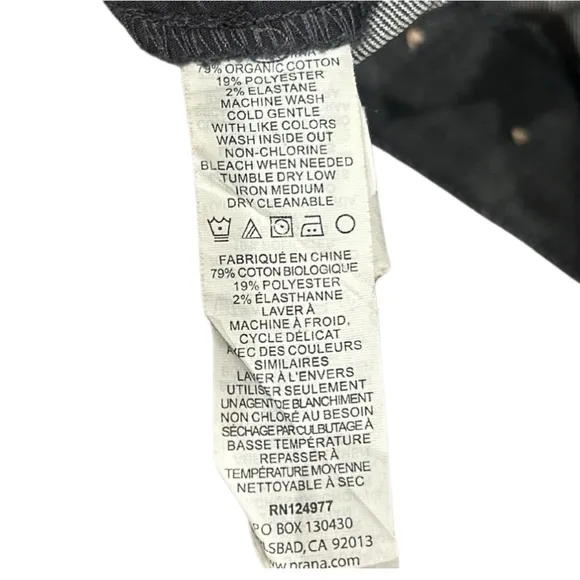 79% ORGANIC COTTON
19% POLYESTER
2% ELASTANE
MACHINE WASH
COLD GENTLE
WITH LIKE COLORS
WASH INSIDE OUT
NON-CHLORINE
BLEACH WHEN NEEDED
TUMBLE DRY LOW
IRON MEDIUM
DRY CLEANABLE
FABRIQUÉ EN CHINE
79% COTON BIOLOGIQUE
19% POLYESTER
2% ÉLASTHANNE
LAVER À
MACHINE À FROID,
CYCLE DÉLICAT
DES COULEURS
SIMILAIRES
LAVER À L'ENVERS
UTILISER SEULEMENT
UN AGENT DE BLANCHIMENT
NON CHLORÉ AU BESOIN
SÉCHAGE PAR CULBUTAGE À
BASSE TEMPÉRATURE
REPASSER À
TEMPÉRATURE MOYENNE
NETTOYABLE À SEC
RN124977
PO BOX 130430
LSBAD, CA 92013
w.prana.com